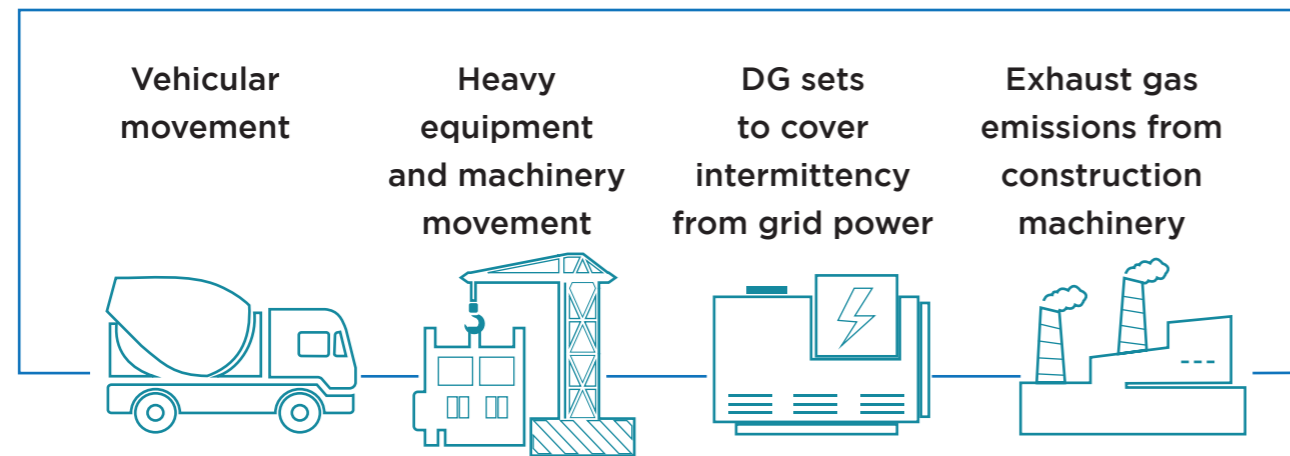 Vehicular
movement
Heavy
equipment
and machinery
movement
DG sets
to cover
intermittency
from grid power
Exhaust gas
emissions from
construction
machinery